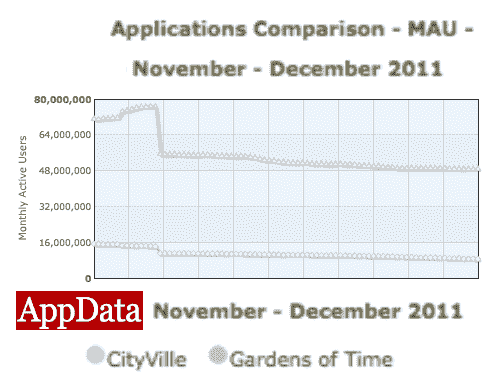 Applications Comparison - MAU -
November - December 2011
80,000,000
64,000,000
48,000,000
32,000,000
16,000,000
0
Monthly Active Users
AppData November - December 2011
CityVille Gardens of Time